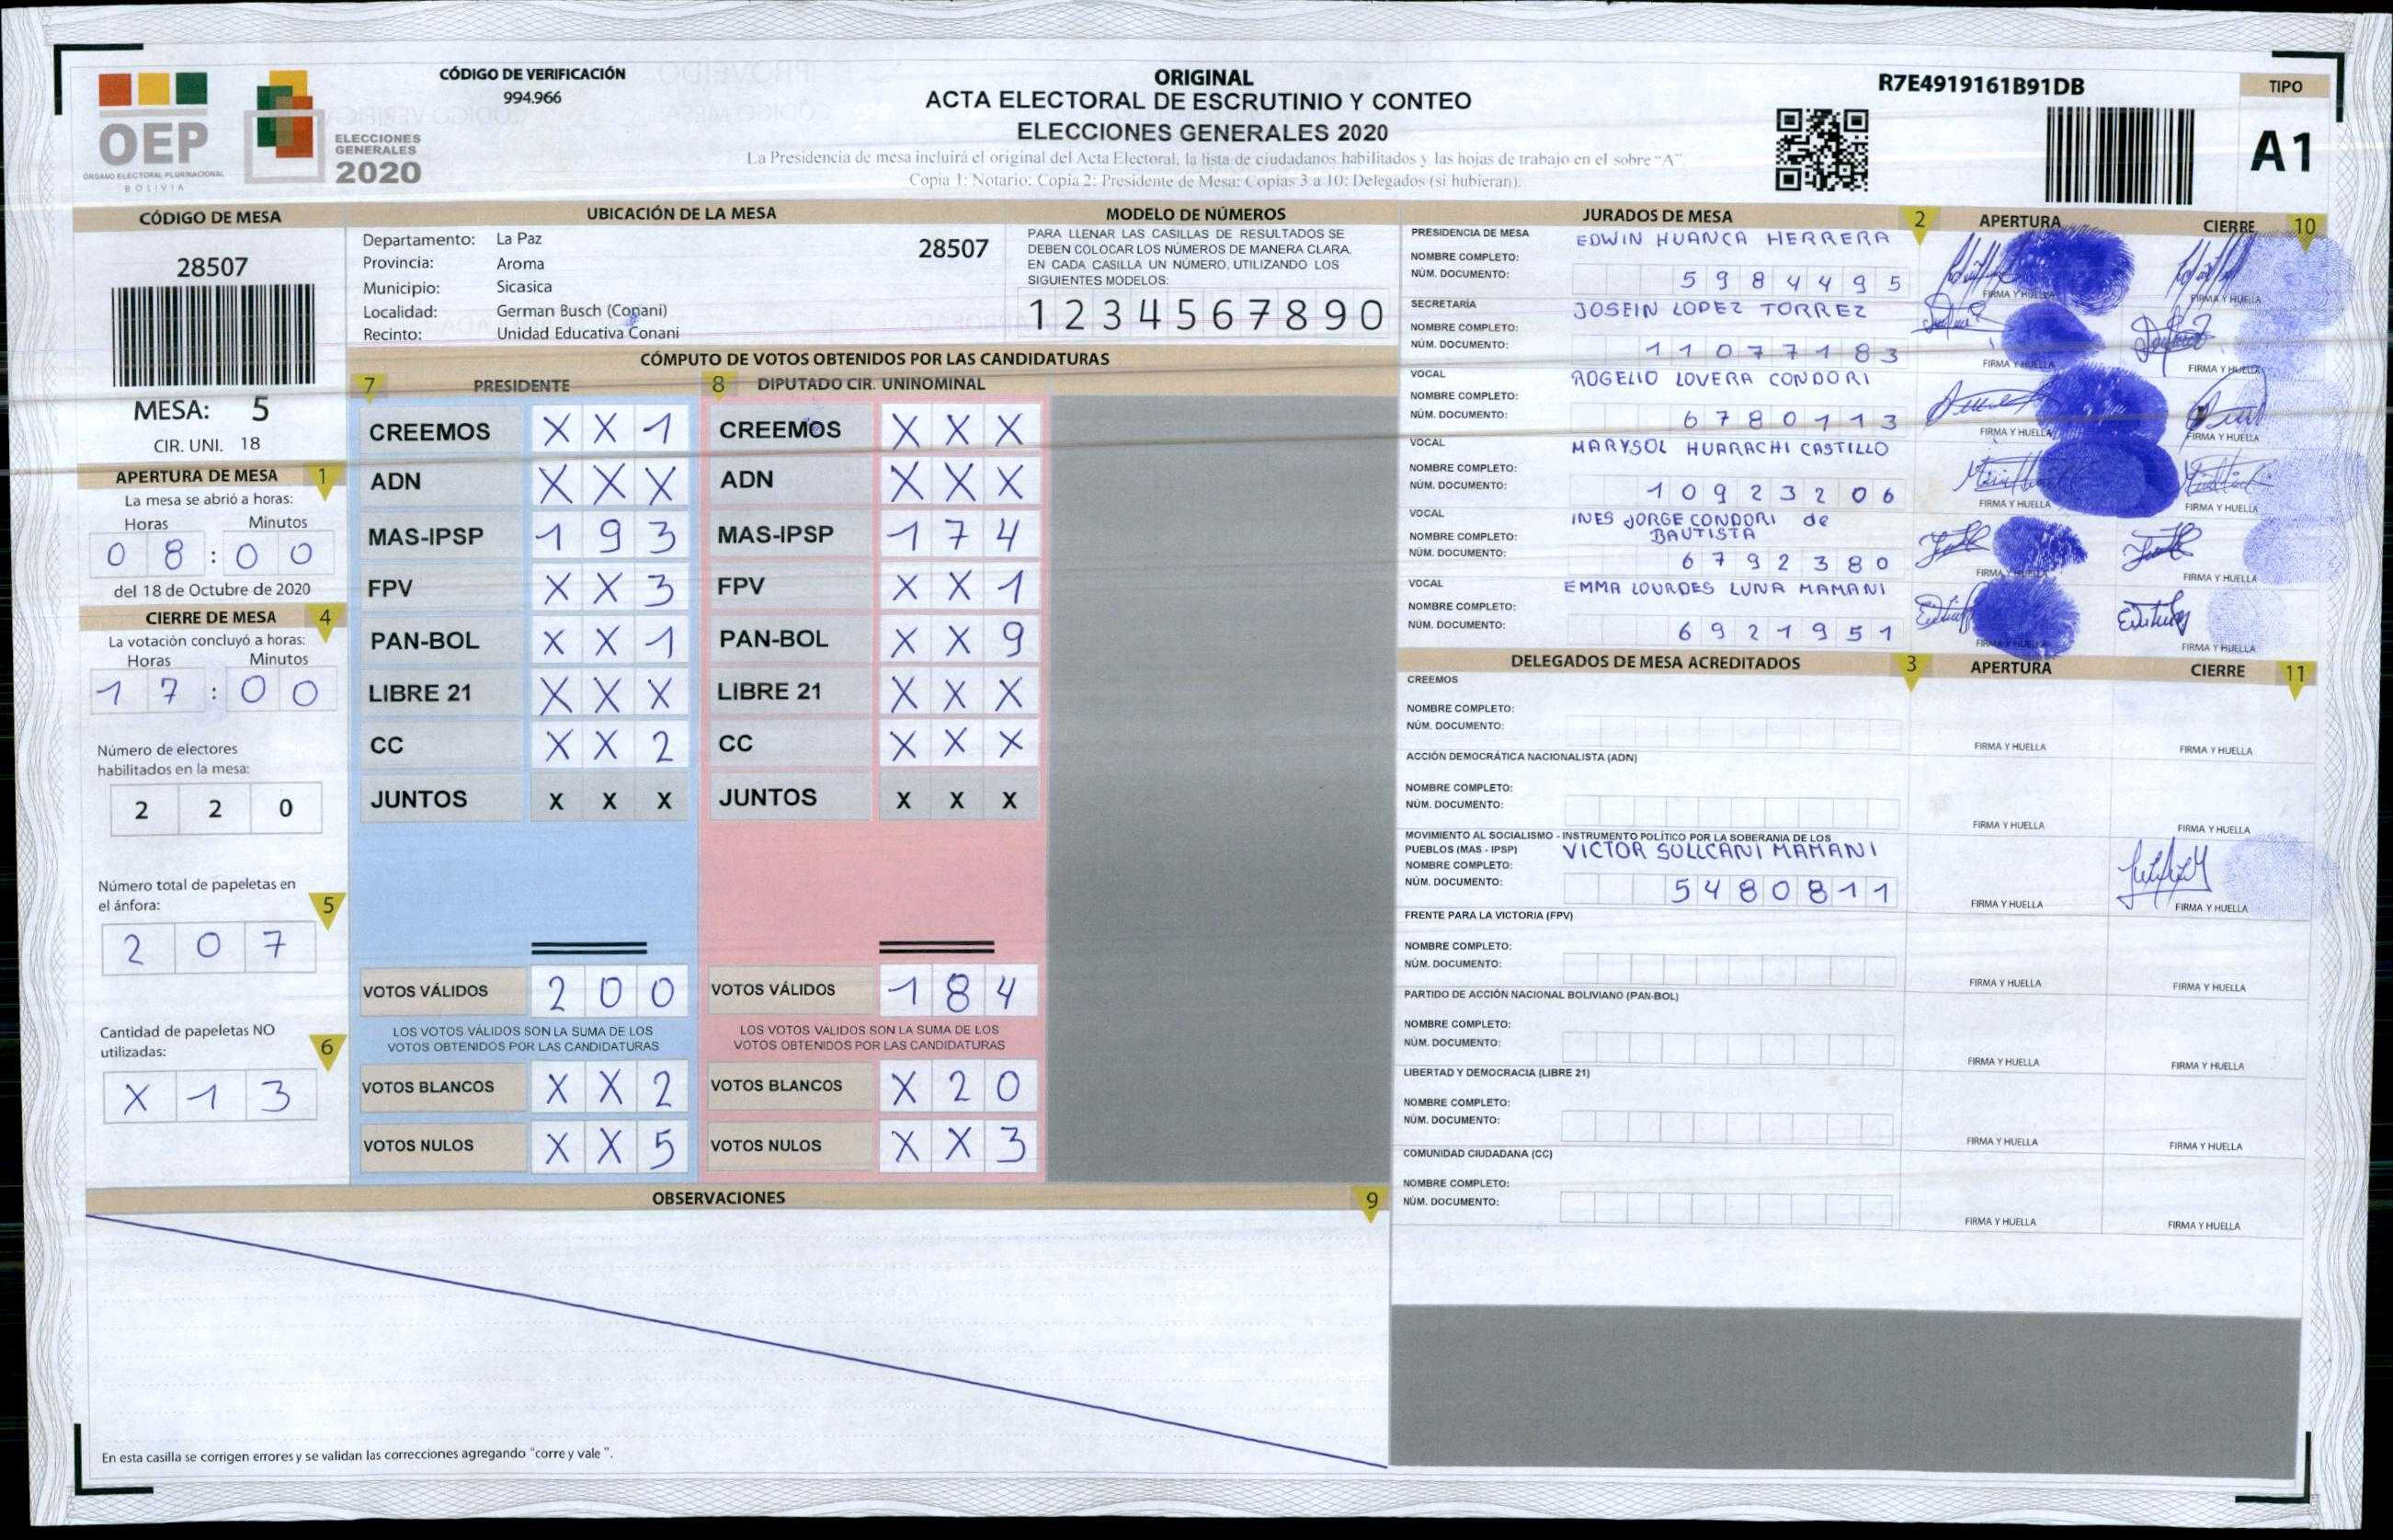 OEP
ÓRGANO ELECTORAL PLURINACIONAL
BOLIVIA
ELECCIONES
GENERALES
2020
CÓDIGO DE VERIFICACIÓN
994.966
ORIGINAL
ACTA ELECTORAL DE ESCRUTINIO Y CONTEO
ELECCIONES GENERALES 2020
La Presidencia de mesa incluirá el original del Acta Electoral, la lista de ciudadanos habilitados y las hojas de trabajo en el sobre "A"
Copia 1: Notario; Copia 2: Presidente de Mesa; Copias 3 a 10: Delegados (si hubieran).
R7E4919161B91DB
TIPO
A1
CÓDIGO DE MESA
28507
MESA: 5
CIR. UNI. 18
APERTURA DE MESA 1
La mesa se abrió a horas:
Horas Minutos
0 8 : 0 0
del 18 de Octubre de 2020
CIERRE DE MESA 4
La votación concluyó a horas:
Horas Minutos
1 7 : 0 0
Número de electores
habilitados en la mesa:
2 2 0
Número total de papeletas en
el ánfora: 5
2 0 7
Cantidad de papeletas NO
utilizadas: 6
X 1 3
UBICACIÓN DE LA MESA
Departamento: La Paz
Provincia: Aroma
Municipio: Sicasica
Localidad: German Busch (Conani)
Recinto: Unidad Educativa Conani
28507
MODELO DE NÚMEROS
PARA LLENAR LAS CASILLAS DE RESULTADOS SE
DEBEN COLOCAR LOS NÚMEROS DE MANERA CLARA.
EN CADA CASILLA UN NÚMERO, UTILIZANDO LOS
SIGUIENTES MODELOS:
1 2 3 4 5 6 7 8 9 0
CÓMPUTO DE VOTOS OBTENIDOS POR LAS CANDIDATURAS
7 PRESIDENTE 8 DIPUTADO CIR. UNINOMINAL
CREEMOS X X 1 CREEMOS X X X
ADN X X X ADN X X X
MAS-IPSP 1 9 3 MAS-IPSP 1 7 4
FPV X X 3 FPV X X 1
PAN-BOL X X 1 PAN-BOL X X 9
LIBRE 21 X X X LIBRE 21 X X X
CC X X 2 CC X X X
JUNTOS X X X JUNTOS X X X
VOTOS VÁLIDOS 2 0 0 VOTOS VÁLIDOS 1 8 4
LOS VOTOS VÁLIDOS SON LA SUMA DE LOS LOS VOTOS VÁLIDOS SON LA SUMA DE LOS
VOTOS OBTENIDOS POR LAS CANDIDATURAS VOTOS OBTENIDOS POR LAS CANDIDATURAS
VOTOS BLANCOS X X 2 VOTOS BLANCOS X 2 0
VOTOS NULOS X X 5 VOTOS NULOS X X 3
OBSERVACIONES 9
En esta casilla se corrigen errores y se validan las correcciones agregando "corre y vale ".
JURADOS DE MESA 2 APERTURA CIERRE 10
PRESIDENCIA DE MESA EDWIN HUANCA HERRERA
NOMBRE COMPLETO:
NÚM. DOCUMENTO: 5 9 8 4 4 9 5
FIRMA Y HUELLA FIRMA Y HUELLA
SECRETARÍA JOSEIN LOPEZ TORREZ
NOMBRE COMPLETO:
NÚM. DOCUMENTO: 1 1 0 7 7 1 8 3
FIRMA Y HUELLA FIRMA Y HUELLA
VOCAL ROGELIO LOVERA CONDORI
NOMBRE COMPLETO:
NÚM. DOCUMENTO: 6 7 8 0 1 1 3
FIRMA Y HUELLA FIRMA Y HUELLA
VOCAL MARYSOL HUARACHI CASTILLO
NOMBRE COMPLETO:
NÚM. DOCUMENTO: 1 0 9 2 3 2 0 6
FIRMA Y HUELLA FIRMA Y HUELLA
VOCAL INES JORGE CONDORI de
BAUTISTA
NOMBRE COMPLETO:
NÚM. DOCUMENTO: 6 7 9 2 3 8 0
FIRMA Y HUELLA FIRMA Y HUELLA
VOCAL EMMA LOURDES LUNA MAMANI
NOMBRE COMPLETO:
NÚM. DOCUMENTO: 6 9 2 1 9 5 1
FIRMA Y HUELLA FIRMA Y HUELLA
DELEGADOS DE MESA ACREDITADOS 3 APERTURA CIERRE 11
CREEMOS
NOMBRE COMPLETO:
NÚM. DOCUMENTO:
FIRMA Y HUELLA FIRMA Y HUELLA
ACCIÓN DEMOCRÁTICA NACIONALISTA (ADN)
NOMBRE COMPLETO:
NÚM. DOCUMENTO:
FIRMA Y HUELLA FIRMA Y HUELLA
MOVIMIENTO AL SOCIALISMO - INSTRUMENTO POLÍTICO POR LA SOBERANIA DE LOS
PUEBLOS (MAS - IPSP) VICTOR SULLCANI MAMANI
NOMBRE COMPLETO:
NÚM. DOCUMENTO: 5 4 8 0 8 1 1
FIRMA Y HUELLA FIRMA Y HUELLA
FRENTE PARA LA VICTORIA (FPV)
NOMBRE COMPLETO:
NÚM. DOCUMENTO:
FIRMA Y HUELLA FIRMA Y HUELLA
PARTIDO DE ACCIÓN NACIONAL BOLIVIANO (PAN-BOL)
NOMBRE COMPLETO:
NÚM. DOCUMENTO:
FIRMA Y HUELLA FIRMA Y HUELLA
LIBERTAD Y DEMOCRACIA (LIBRE 21)
NOMBRE COMPLETO:
NÚM. DOCUMENTO:
FIRMA Y HUELLA FIRMA Y HUELLA
COMUNIDAD CIUDADANA (CC)
NOMBRE COMPLETO:
NÚM. DOCUMENTO:
FIRMA Y HUELLA FIRMA Y HUELLA